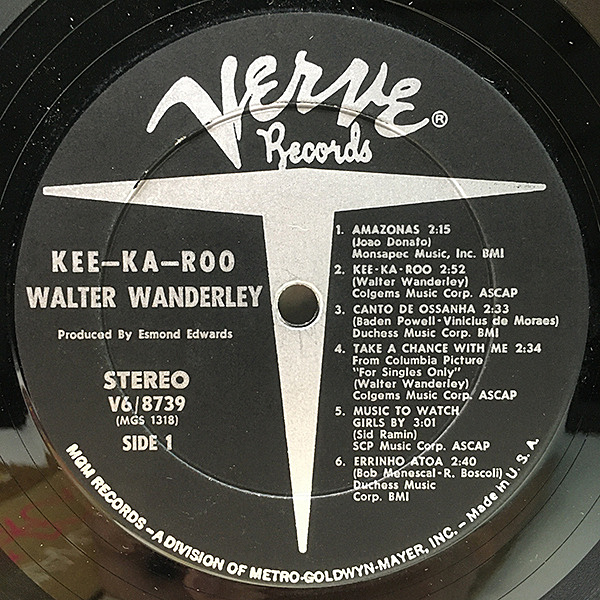 Verve®
Records
KEE-KA-ROO
WALTER WANDERLEY
Produced By Esmond Edwards
STEREO
V6/8739
(MGS 1318)
SIDE 1
1. AMAZONAS 2:15
(Joao Donato)
Monsapec Music, Inc. BMI
2. KEE-KA-ROO 2:52
(Walter Wanderley)
Colgems Music Corp. ASCAP
3. CANTO DE OSSANHA 2:33
(Baden Powell-Vinicius de Moraes)
Duchess Music Corp. BMI
4. TAKE A CHANCE WITH ME 2:34
From Columbia Picture
"For Singles Only"
(Walter Wanderley)
Colgems Music Corp. ASCAP
5. MUSIC TO WATCH
GIRLS BY 3:01
(Sid Ramin)
SCP Music Corp. ASCAP
6. ERRINHO ATOA 2:40
(Bob Menescal-R. Boscoli)
Duchess Music
Corp. BMI
MGM RECORDS - A DIVISION OF METRO-GOLDWYN-MAYER, INC. - Made in U. S. A.